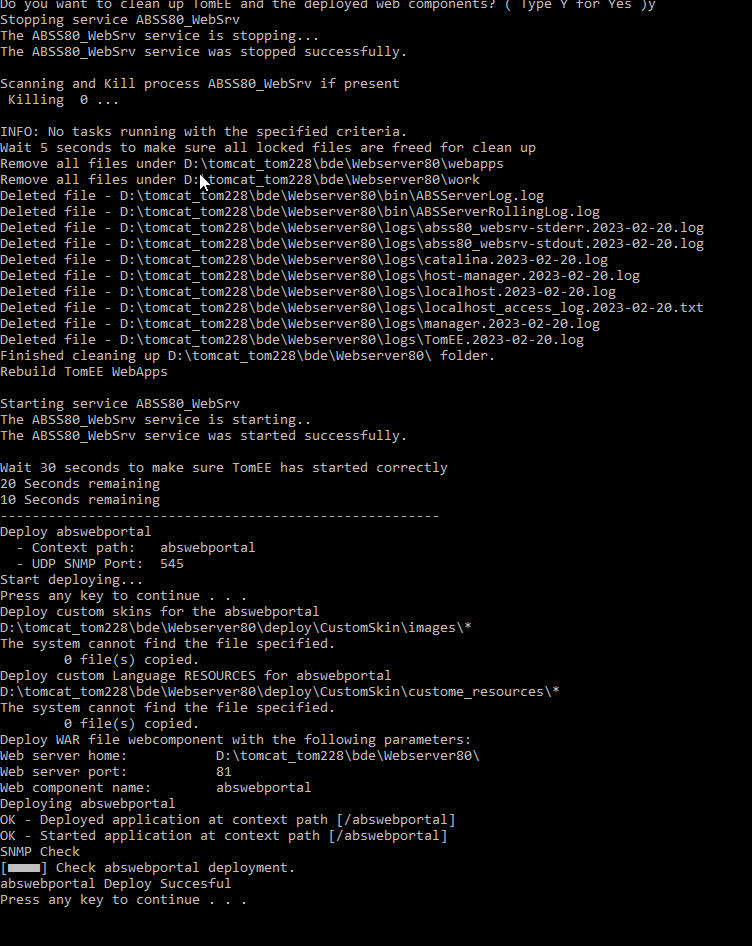 Do you want to clean up TomEE and the deployed web components? ( Type Y for Yes )y
Stopping service ABSS80_WebSrv
The ABSS80_WebSrv service is stopping...
The ABSS80_WebSrv service was stopped successfully.
Scanning and Kill process ABSS80_WebSrv if present
Killing  0 ...
INFO: No tasks running with the specified criteria.
Wait 5 seconds to make sure all locked files are freed for clean up
Remove all files under D:\tomcat_tom228\bde\Webserver80\webapps
Remove all files under D:\tomcat_tom228\bde\Webserver80\work
Deleted file - D:\tomcat_tom228\bde\Webserver80\bin\ABSServerLog.log
Deleted file - D:\tomcat_tom228\bde\Webserver80\bin\ABSServerRollingLog.log
Deleted file - D:\tomcat_tom228\bde\Webserver80\logs\abss80_websrv-stderr.2023-02-20.log
Deleted file - D:\tomcat_tom228\bde\Webserver80\logs\abss80_websrv-stdout.2023-02-20.log
Deleted file - D:\tomcat_tom228\bde\Webserver80\logs\catalina.2023-02-20.log
Deleted file - D:\tomcat_tom228\bde\Webserver80\logs\host-manager.2023-02-20.log
Deleted file - D:\tomcat_tom228\bde\Webserver80\logs\localhost.2023-02-20.log
Deleted file - D:\tomcat_tom228\bde\Webserver80\logs\localhost_access_log.2023-02-20.txt
Deleted file - D:\tomcat_tom228\bde\Webserver80\logs\manager.2023-02-20.log
Deleted file - D:\tomcat_tom228\bde\Webserver80\logs\TomEE.2023-02-20.log
Finished cleaning up D:\tomcat_tom228\bde\Webserver80\ folder.
Rebuild TomEE WebApps
Starting service ABSS80_WebSrv
The ABSS80_WebSrv service is starting..
The ABSS80_WebSrv service was started successfully.
Wait 30 seconds to make sure TomEE has started correctly
20 Seconds remaining
10 Seconds remaining
-------------------------------------------------------
Deploy abswebportal
- Context path:   abswebportal
- UDP SNMP Port:  545
Start deploying...
Press any key to continue . . .
Deploy custom skins for the abswebportal
D:\tomcat_tom228\bde\Webserver80\deploy\CustomSkin\images\*
The system cannot find the file specified.
0 file(s) copied.
Deploy custom Language RESOURCES for abswebportal
D:\tomcat_tom228\bde\Webserver80\deploy\CustomSkin\custome_resources\*
The system cannot find the file specified.
0 file(s) copied.
Deploy WAR file webcomponent with the following parameters:
Web server home:           D:\tomcat_tom228\bde\Webserver80\
Web server port:           81
Web component name:        abswebportal
Deploying abswebportal
OK - Deployed application at context path [/abswebportal]
OK - Started application at context path [/abswebportal]
SNMP Check
[■■■■] Check abswebportal deployment.
abswebportal Deploy Succesful
Press any key to continue . . .